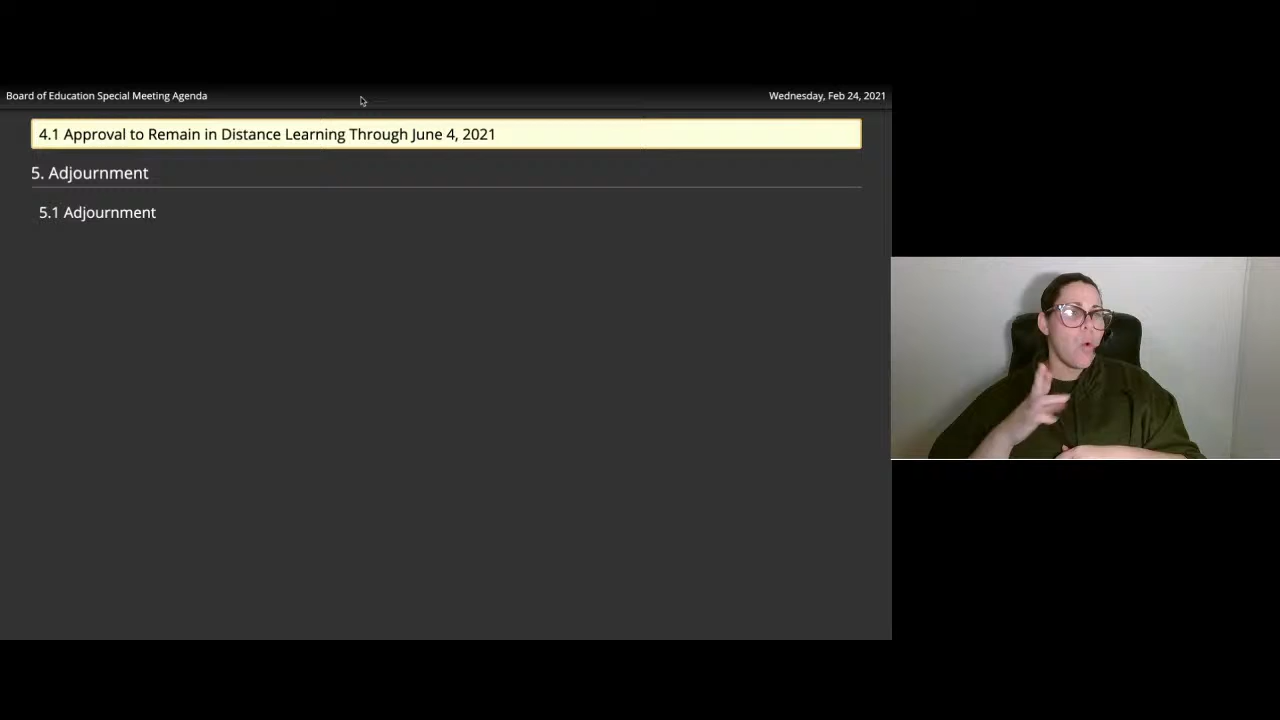 Board of Education Special Meeting Agenda
Wednesday, Feb 24, 2021
4.1 Approval to Remain in Distance Learning Through June 4, 2021
5. Adjournment
5.1 Adjournment